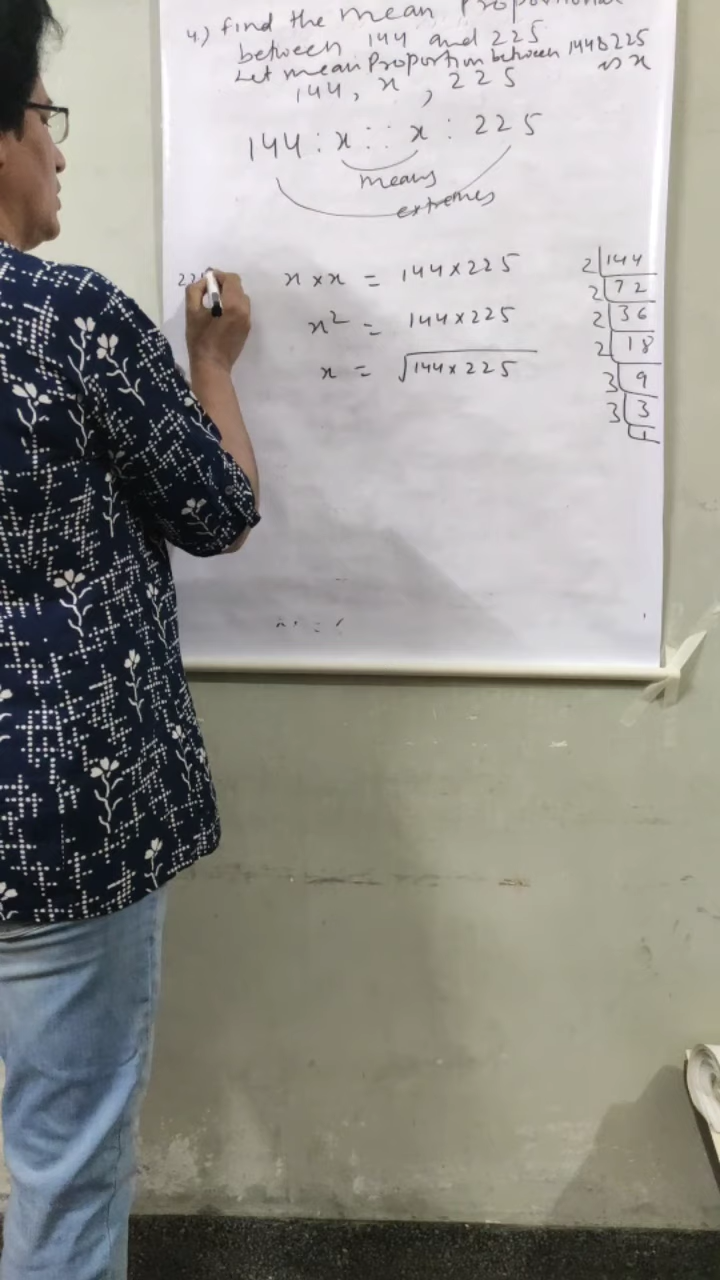 4.) find the mean Proportional
between 144 and 225
Let mean Proportion between 144 & 225
is x
144, x, 225
144 : x :: x : 225
means
extremes
x × x = 144 × 225
x² = 144 × 225
x = √144 × 225
2 | 144
2 | 72
2 | 36
2 | 18
3 | 9
3 | 3
1